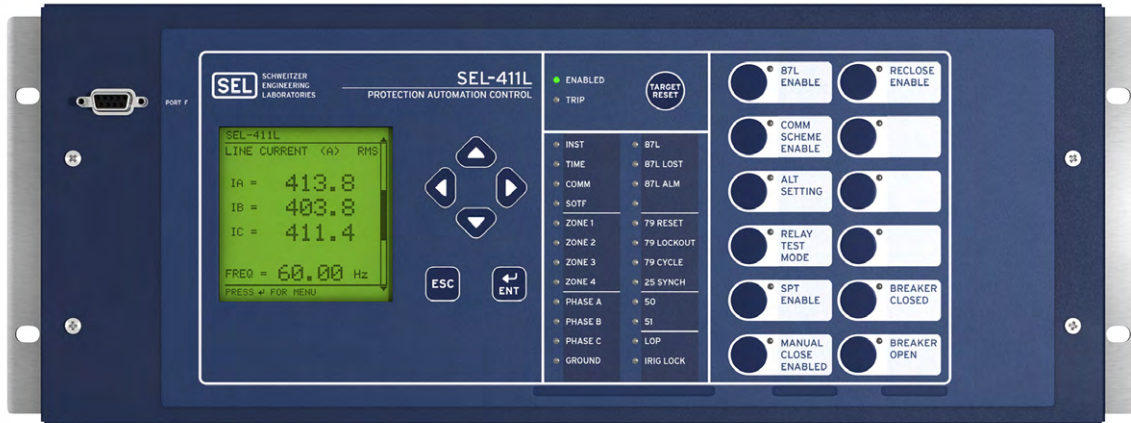 PORT F
SEL
SCHWEITZER
ENGINEERING
LABORATORIES
SEL-411L
PROTECTION AUTOMATION CONTROL
SEL-411L
LINE CURRENT (A) RMS
IA = 413.8
IB = 403.8
IC = 411.4
FREQ = 60.00 Hz
PRESS ↵ FOR MENU
ESC
ENT
ENABLED
TRIP
TARGET
RESET
INST
TIME
COMM
SOTF
ZONE 1
ZONE 2
ZONE 3
ZONE 4
PHASE A
PHASE B
PHASE C
GROUND
87L
87L LOST
87L ALM
79 RESET
79 LOCKOUT
79 CYCLE
25 SYNCH
50
51
LOP
IRIG LOCK
87L
ENABLE
COMM
SCHEME
ENABLE
ALT
SETTING
RELAY
TEST
MODE
SPT
ENABLE
MANUAL
CLOSE
ENABLED
RECLOSE
ENABLE
BREAKER
CLOSED
BREAKER
OPEN